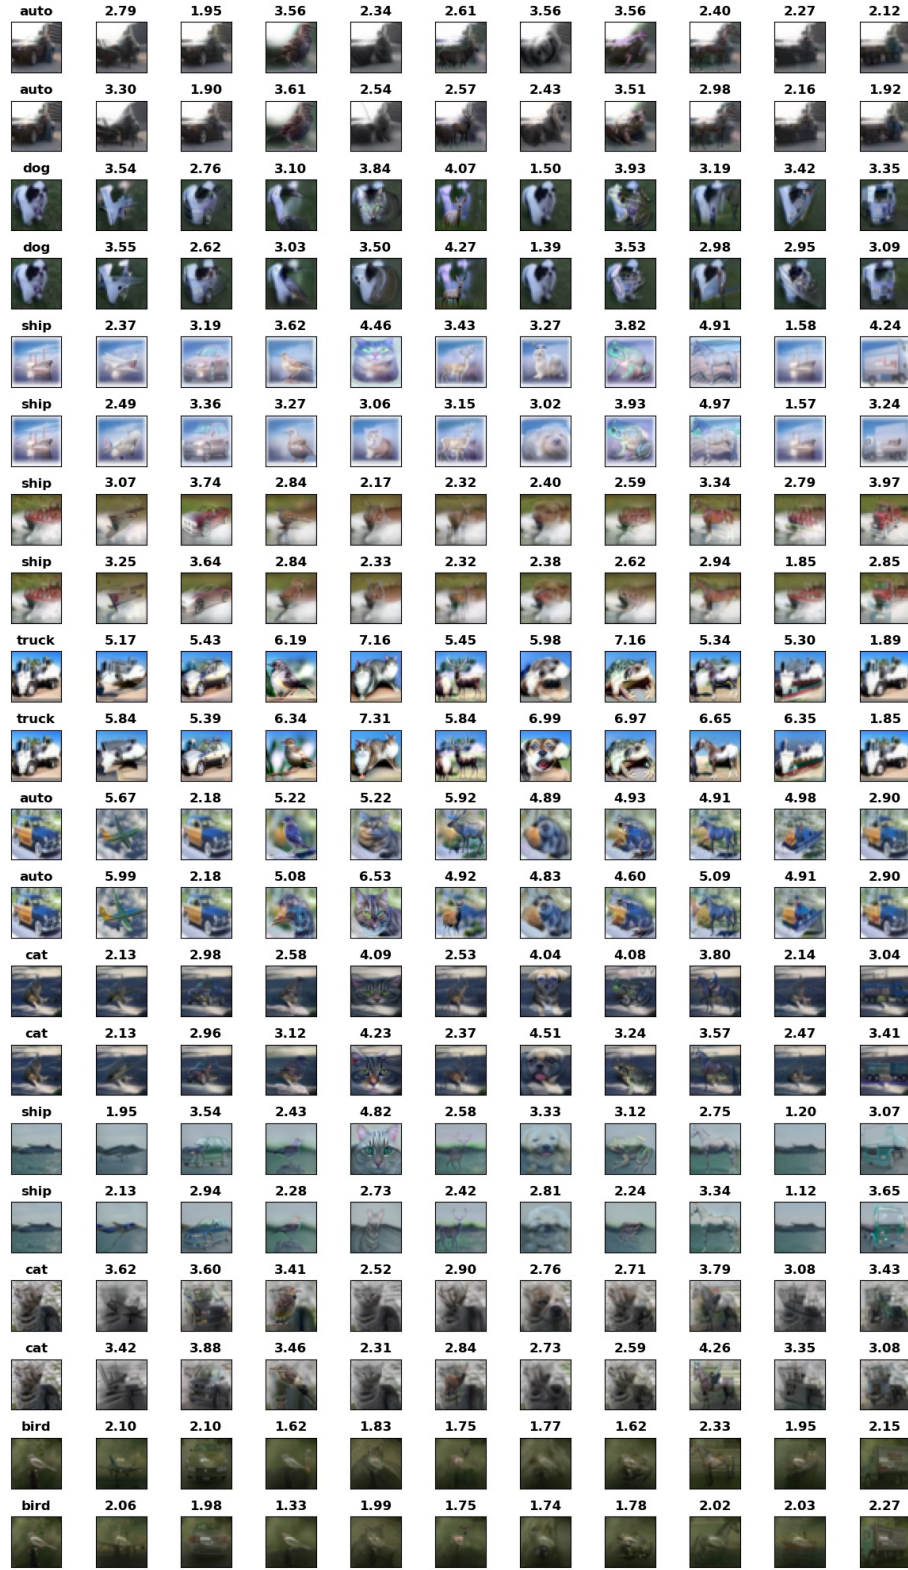 auto 2.79 1.95 3.56 2.34 2.61 3.56 3.56 2.40 2.27 2.12
auto 3.30 1.90 3.61 2.54 2.57 2.43 3.51 2.98 2.16 1.92
dog 3.54 2.76 3.10 3.84 4.07 1.50 3.93 3.19 3.42 3.35
dog 3.55 2.62 3.03 3.50 4.27 1.39 3.53 2.98 2.95 3.09
ship 2.37 3.19 3.62 4.46 3.43 3.27 3.82 4.91 1.58 4.24
ship 2.49 3.36 3.27 3.06 3.15 3.02 3.93 4.97 1.57 3.24
ship 3.07 3.74 2.84 2.17 2.32 2.40 2.59 3.34 2.79 3.97
ship 3.25 3.64 2.84 2.33 2.32 2.38 2.62 2.94 1.85 2.85
truck 5.17 5.43 6.19 7.16 5.45 5.98 7.16 5.34 5.30 1.89
truck 5.84 5.39 6.34 7.31 5.84 6.99 6.97 6.65 6.35 1.85
auto 5.67 2.18 5.22 5.22 5.92 4.89 4.93 4.91 4.98 2.90
auto 5.99 2.18 5.08 6.53 4.92 4.83 4.60 5.09 4.91 2.90
cat 2.13 2.98 2.58 4.09 2.53 4.04 4.08 3.80 2.14 3.04
cat 2.13 2.96 3.12 4.23 2.37 4.51 3.24 3.57 2.47 3.41
ship 1.95 3.54 2.43 4.82 2.58 3.33 3.12 2.75 1.20 3.07
ship 2.13 2.94 2.28 2.73 2.42 2.81 2.24 3.34 1.12 3.65
cat 3.62 3.60 3.41 2.52 2.90 2.76 2.71 3.79 3.08 3.43
cat 3.42 3.88 3.46 2.31 2.84 2.73 2.59 4.26 3.35 3.08
bird 2.10 2.10 1.62 1.83 1.75 1.77 1.62 2.33 1.95 2.15
bird 2.06 1.98 1.33 1.99 1.75 1.74 1.78 2.02 2.03 2.27